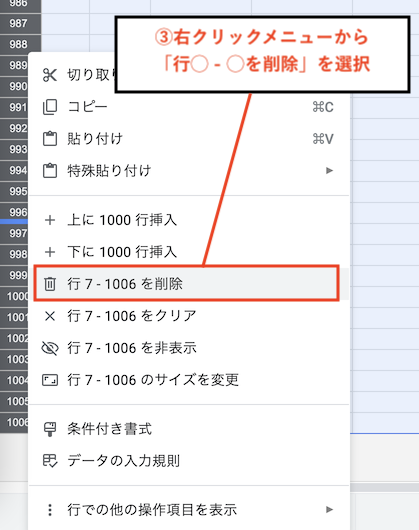 986
987
988
989
990
991
992
993
994
995
996
997
998
999
1000
1001
1002
1003
1004
1005
1006
③右クリックメニューから
「行〇 - 〇を削除」を選択
切り取り
コピー ⌘C
貼り付け ⌘V
特殊貼り付け ▶
＋ 上に 1000 行挿入
＋ 下に 1000 行挿入
行 7 - 1006 を削除
行 7 - 1006 をクリア
行 7 - 1006 を非表示
行 7 - 1006 のサイズを変更
条件付き書式
データの入力規則
行での他の操作項目を表示 ▶